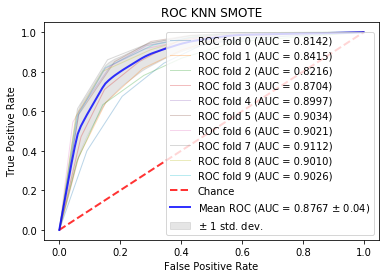 ROC KNN SMOTE
True Positive Rate
1.0
0.8
0.6
0.4
0.2
0.0
ROC fold 0 (AUC = 0.8142)
ROC fold 1 (AUC = 0.8415)
ROC fold 2 (AUC = 0.8216)
ROC fold 3 (AUC = 0.8704)
ROC fold 4 (AUC = 0.8997)
ROC fold 5 (AUC = 0.9034)
ROC fold 6 (AUC = 0.9021)
ROC fold 7 (AUC = 0.9112)
ROC fold 8 (AUC = 0.9010)
ROC fold 9 (AUC = 0.9026)
Chance
Mean ROC (AUC = 0.8767 ± 0.04)
± 1 std. dev.
0.0 0.2 0.4 0.6 0.8 1.0
False Positive Rate